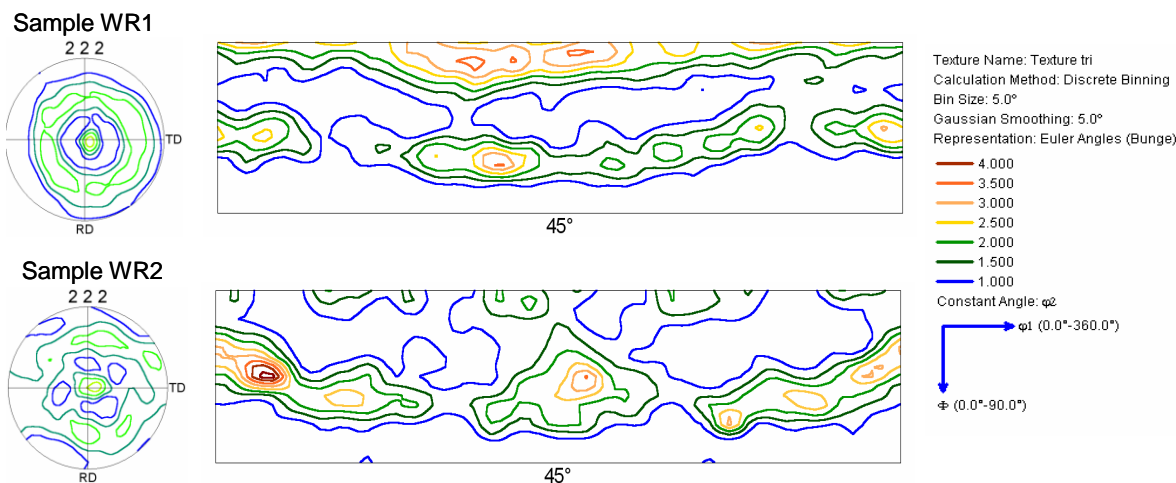 Sample WR1
2 2 2
TD
RD
45°
Sample WR2
2 2 2
TD
RD
45°
Texture Name: Texture tri
Calculation Method: Discrete Binning
Bin Size: 5.0°
Gaussian Smoothing: 5.0°
Representation: Euler Angles (Bunge)
4.000
3.500
3.000
2.500
2.000
1.500
1.000
Constant Angle: φ2
φ1 (0.0°-360.0°)
Φ (0.0°-90.0°)